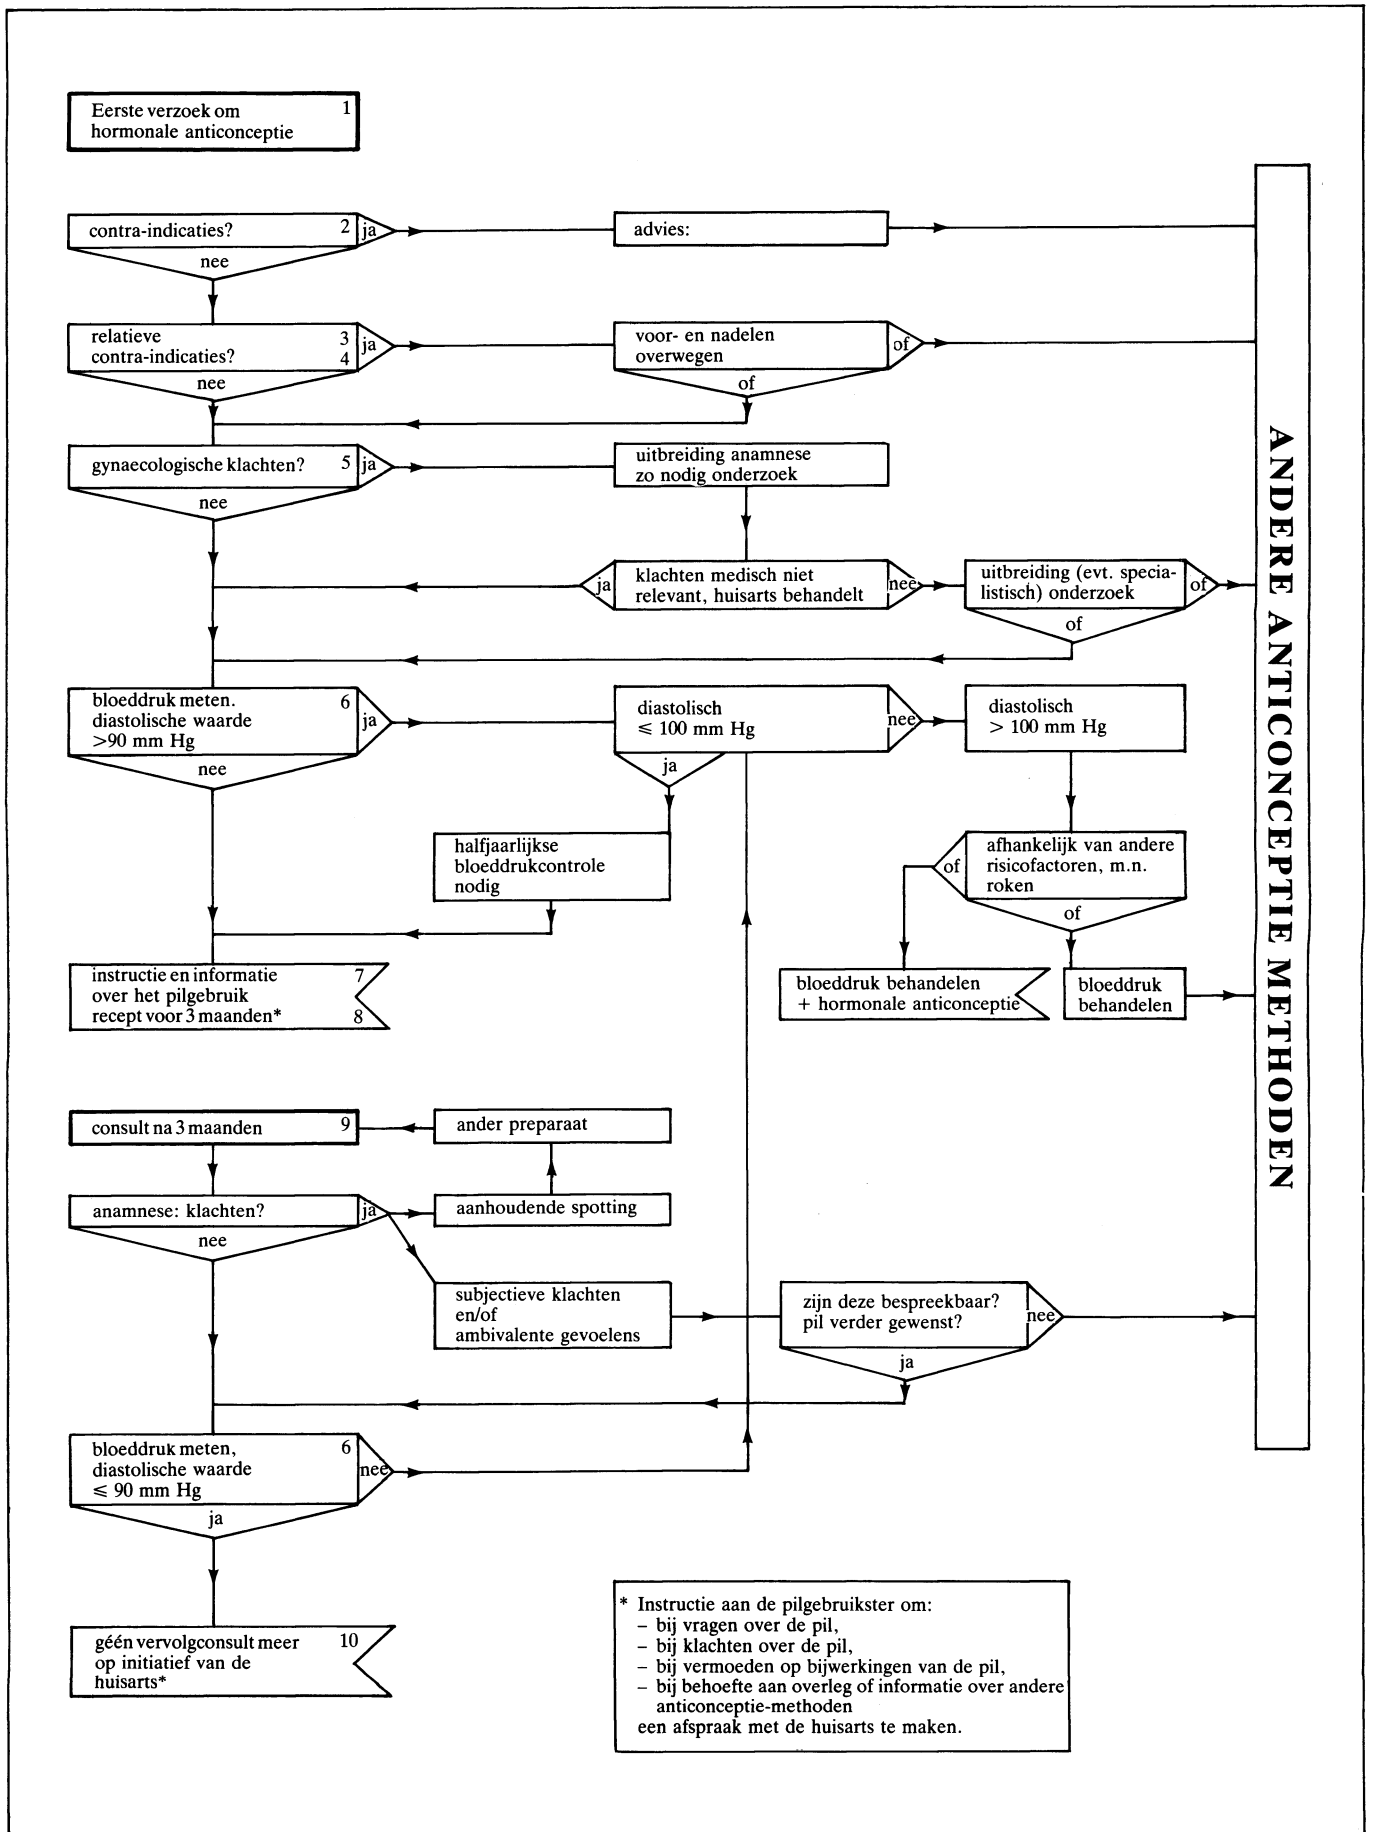 Eerste verzoek om 1
hormonale anticonceptie
contra-indicaties? 2
ja
nee
advies:
relatieve 3
contra-indicaties? 4
ja
nee
voor- en nadelen
overwegen
of
of
gynaecologische klachten? 5
ja
nee
uitbreiding anamnese
zo nodig onderzoek
ja
klachten medisch niet
relevant, huisarts behandelt
nee
uitbreiding (evt. specia-
listisch) onderzoek
of
of
bloeddruk meten. 6
diastolische waarde
>90 mm Hg
ja
nee
diastolisch
≤ 100 mm Hg
nee
ja
diastolisch
> 100 mm Hg
halfjaarlijkse
bloeddrukcontrole
nodig
of
afhankelijk van andere
risicofactoren, m.n.
roken
of
instructie en informatie 7
over het pilgebruik
recept voor 3 maanden* 8
bloeddruk behandelen
+ hormonale anticonceptie
bloeddruk
behandelen
ANDERE ANTICONCEPTIE METHODEN
consult na 3 maanden 9
ander preparaat
anamnese: klachten?
ja
nee
aanhoudende spotting
subjectieve klachten
en/of
ambivalente gevoelens
zijn deze bespreekbaar?
pil verder gewenst?
nee
ja
bloeddruk meten, 6
diastolische waarde
≤ 90 mm Hg
nee
ja
géén vervolgconsult meer 10
op initiatief van de
huisarts*
* Instructie aan de pilgebruikster om:
– bij vragen over de pil,
– bij klachten over de pil,
– bij vermoeden op bijwerkingen van de pil,
– bij behoefte aan overleg of informatie over andere
anticonceptie-methoden
een afspraak met de huisarts te maken.